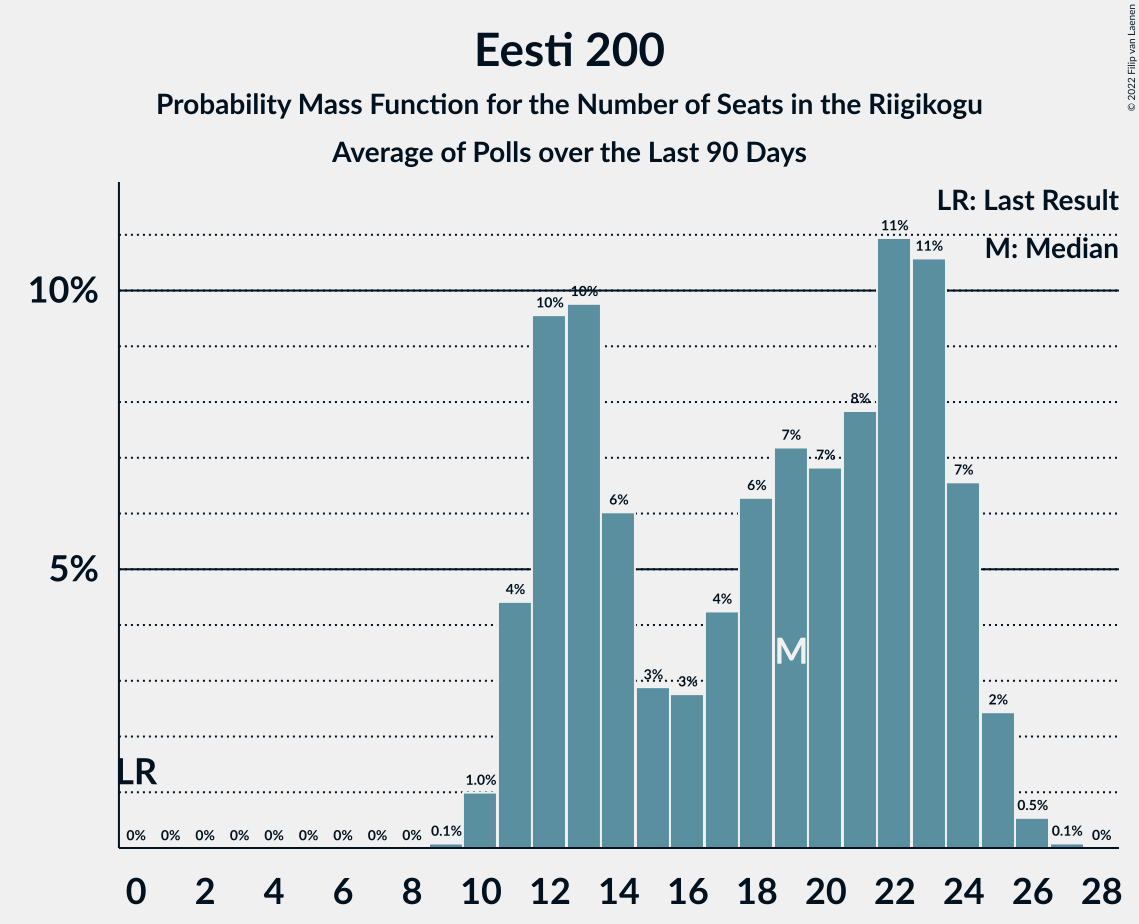 Eesti 200
Probability Mass Function for the Number of Seats in the Riigikogu
Average of Polls over the Last 90 Days
© 2022 Filip van Laenen
LR: Last Result
M: Median
10%
5%
LR
M
0% 0% 0% 0% 0% 0% 0% 0% 0% 0.1% 1.0% 4% 10% 10% 6% 3% 3% 4% 6% 7% 7% 8% 11% 11% 7% 2% 0.5% 0.1% 0%
0 2 4 6 8 10 12 14 16 18 20 22 24 26 28